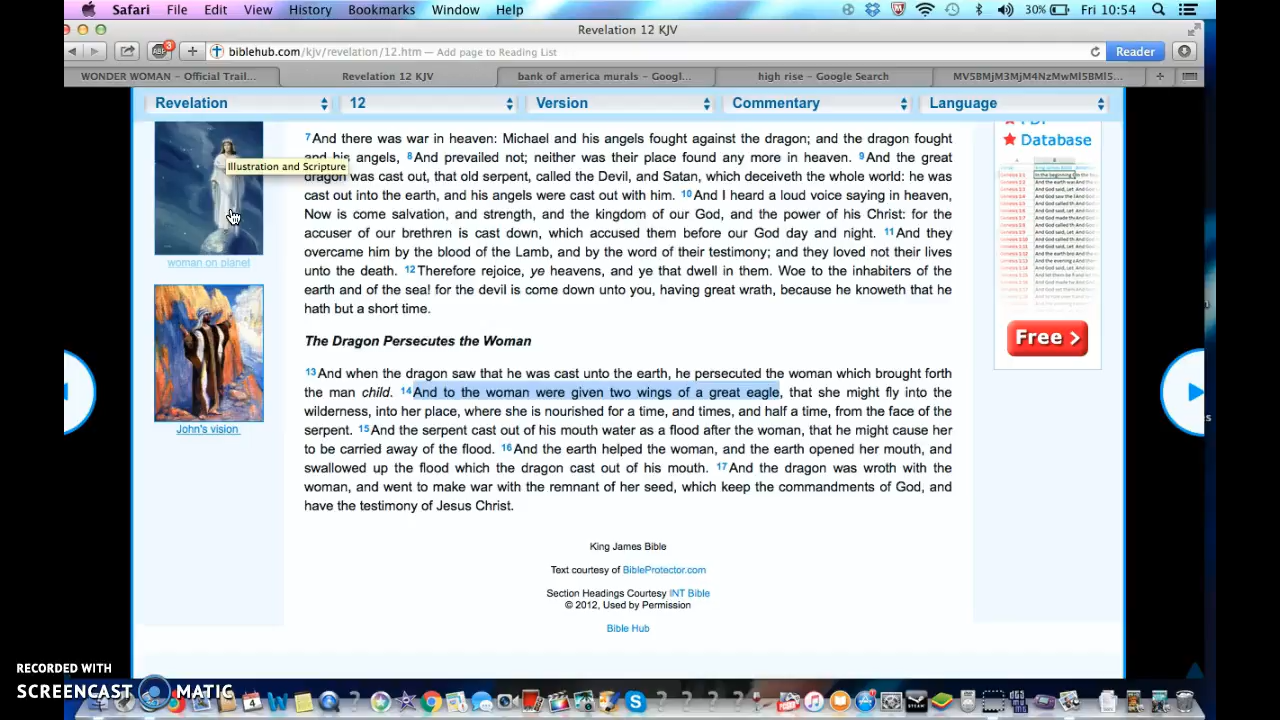 Safari File Edit View History Bookmarks Window Help 30% Fri 10:54
Revelation 12 KJV
ABP 3 biblehub.com/kjv/revelation/12.htm — Add page to Reading List Reader
WONDER WOMAN – Official Trail... Revelation 12 KJV bank of america murals – Googl... high rise – Google Search MV5BMjM3MjM4NzMwMl5BMl5...
Revelation 12 Version Commentary Language
Database
Illustration and Scripture
woman on planet
John's vision
Free >
7And there was war in heaven: Michael and his angels fought against the dragon; and the dragon fought
and his angels, 8And prevailed not; neither was their place found any more in heaven. 9And the great
dragon was cast out, that old serpent, called the Devil, and Satan, which deceiveth the whole world: he was
cast out into the earth, and his angels were cast out with him. 10And I heard a loud voice saying in heaven,
Now is come salvation, and strength, and the kingdom of our God, and the power of his Christ: for the
accuser of our brethren is cast down, which accused them before our God day and night. 11And they
overcame him by the blood of the Lamb, and by the word of their testimony; and they loved not their lives
unto the death. 12Therefore rejoice, ye heavens, and ye that dwell in them. Woe to the inhabiters of the
earth and of the sea! for the devil is come down unto you, having great wrath, because he knoweth that he
hath but a short time.
The Dragon Persecutes the Woman
13And when the dragon saw that he was cast unto the earth, he persecuted the woman which brought forth
the man child. 14And to the woman were given two wings of a great eagle, that she might fly into the
wilderness, into her place, where she is nourished for a time, and times, and half a time, from the face of the
serpent. 15And the serpent cast out of his mouth water as a flood after the woman, that he might cause her
to be carried away of the flood. 16And the earth helped the woman, and the earth opened her mouth, and
swallowed up the flood which the dragon cast out of his mouth. 17And the dragon was wroth with the
woman, and went to make war with the remnant of her seed, which keep the commandments of God, and
have the testimony of Jesus Christ.
King James Bible
Text courtesy of BibleProtector.com
Section Headings Courtesy INT Bible
© 2012, Used by Permission
Bible Hub
RECORDED WITH
SCREENCAST MATIC